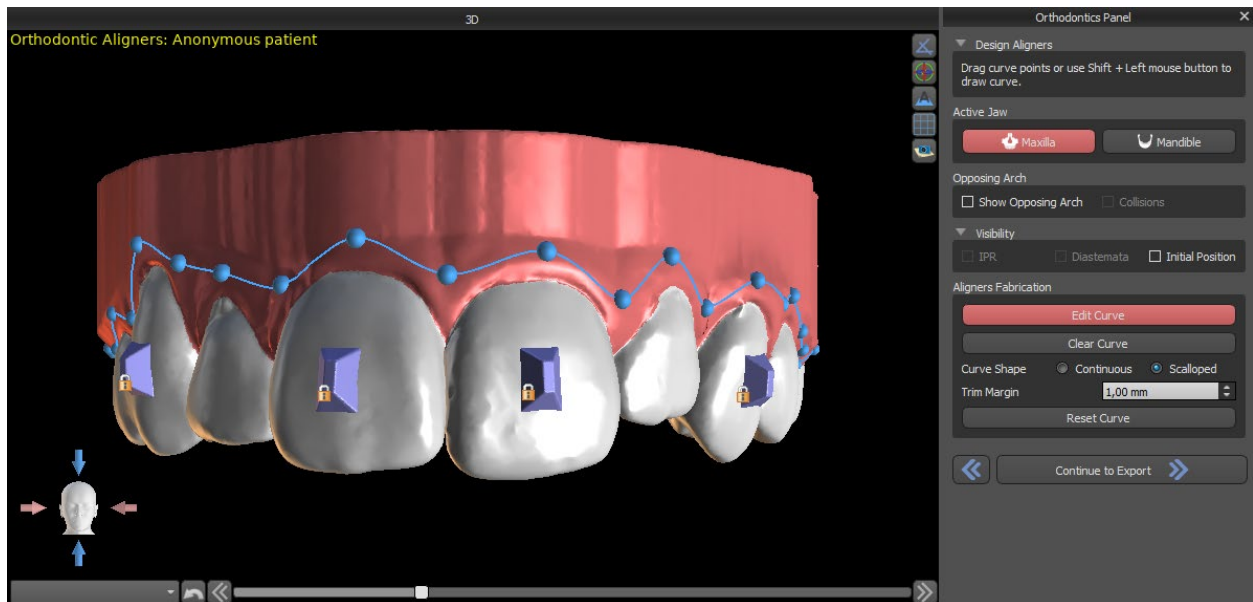 3D
Orthodontic Aligners: Anonymous patient
Orthodontics Panel
Design Aligners
Drag curve points or use Shift + Left mouse button to
draw curve.
Active Jaw
Maxilla
Mandible
Opposing Arch
Show Opposing Arch
Collisions
Visibility
IPR
Diastemata
Initial Position
Aligners Fabrication
Edit Curve
Clear Curve
Curve Shape
Continuous
Scalloped
Trim Margin
1,00 mm
Reset Curve
Continue to Export